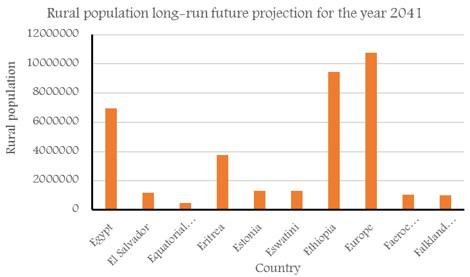 Rural population long-run future projection for the year 2041
12000000
10000000
8000000
6000000
4000000
2000000
0
Rural population
Egypt
El Salvador
Equatorial...
Eritrea
Estonia
Eswatini
Ethiopia
Europe
Faeroe...
Falkland...
Country